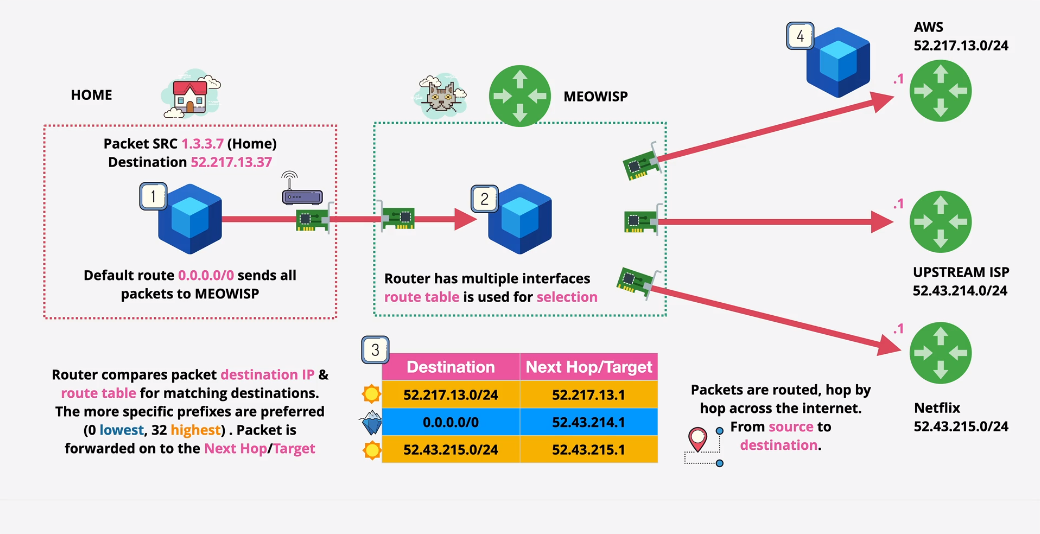 AWS
52.217.13.0/24
4
.1
HOME
MEOWISP
Packet SRC 1.3.3.7 (Home)
Destination 52.217.13.37
1
2
Default route 0.0.0.0/0 sends all
packets to MEOWISP
Router has multiple interfaces
route table is used for selection
.1
UPSTREAM ISP
52.43.214.0/24
.1
Netflix
52.43.215.0/24
Router compares packet destination IP &
route table for matching destinations.
The more specific prefixes are preferred
(0 lowest, 32 highest) . Packet is
forwarded on to the Next Hop/Target
3
Destination Next Hop/Target
52.217.13.0/24 52.217.13.1
0.0.0.0/0 52.43.214.1
52.43.215.0/24 52.43.215.1
Packets are routed, hop by
hop across the internet.
From source to
destination.